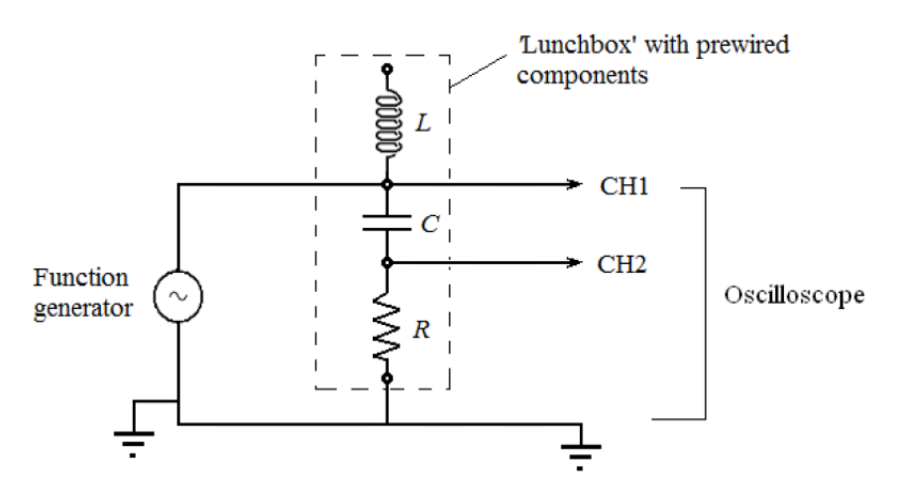 'Lunchbox' with prewired
components
L
CH1
C
CH2
Function
generator
R
Oscilloscope